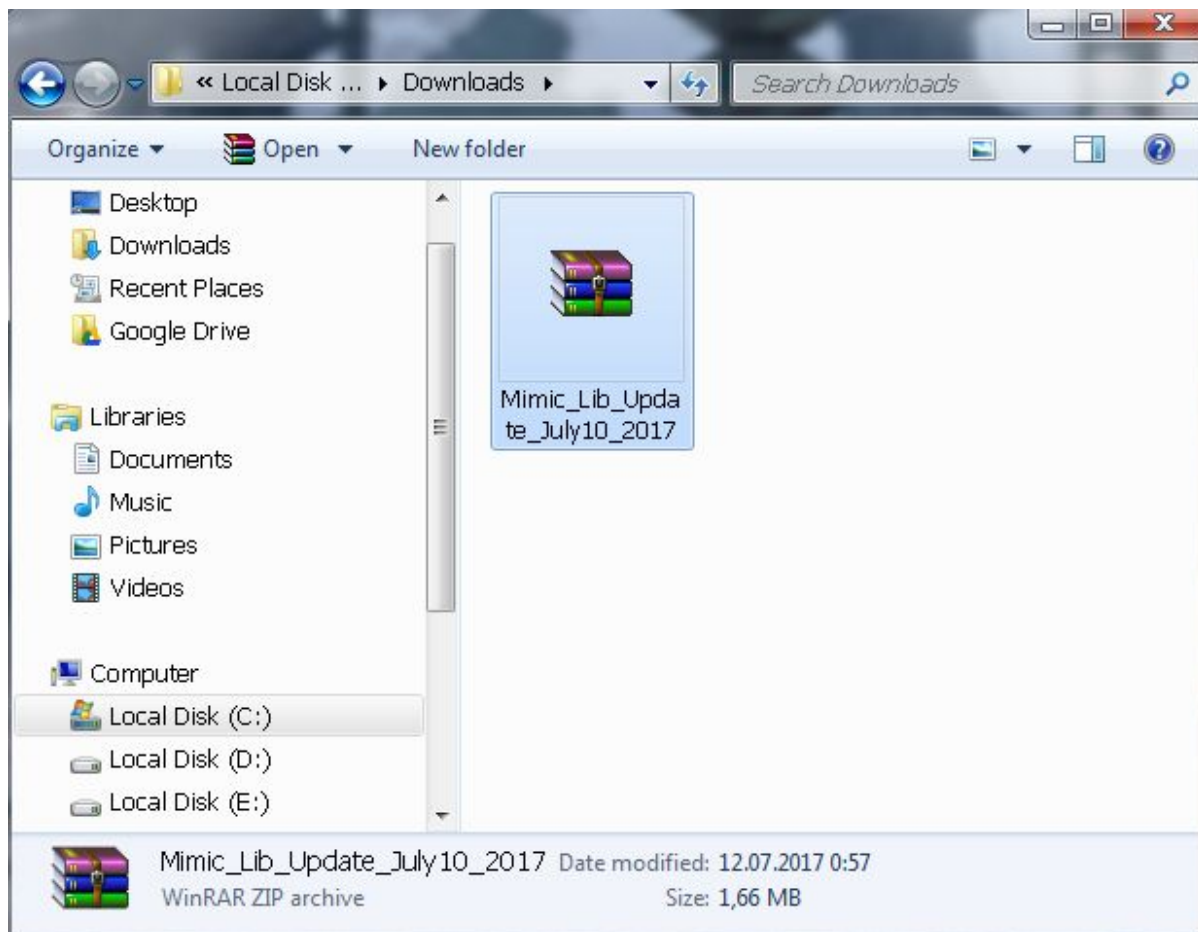 « Local Disk ... ▸ Downloads ▸
Search Downloads
Organize ▾ Open ▾ New folder
Desktop
Downloads
Recent Places
Google Drive
Libraries
Documents
Music
Pictures
Videos
Computer
Local Disk (C:)
Local Disk (D:)
Local Disk (E:)
Mimic_Lib_Upda
te_July10_2017
Mimic_Lib_Update_July10_2017 Date modified: 12.07.2017 0:57
WinRAR ZIP archive Size: 1,66 MB